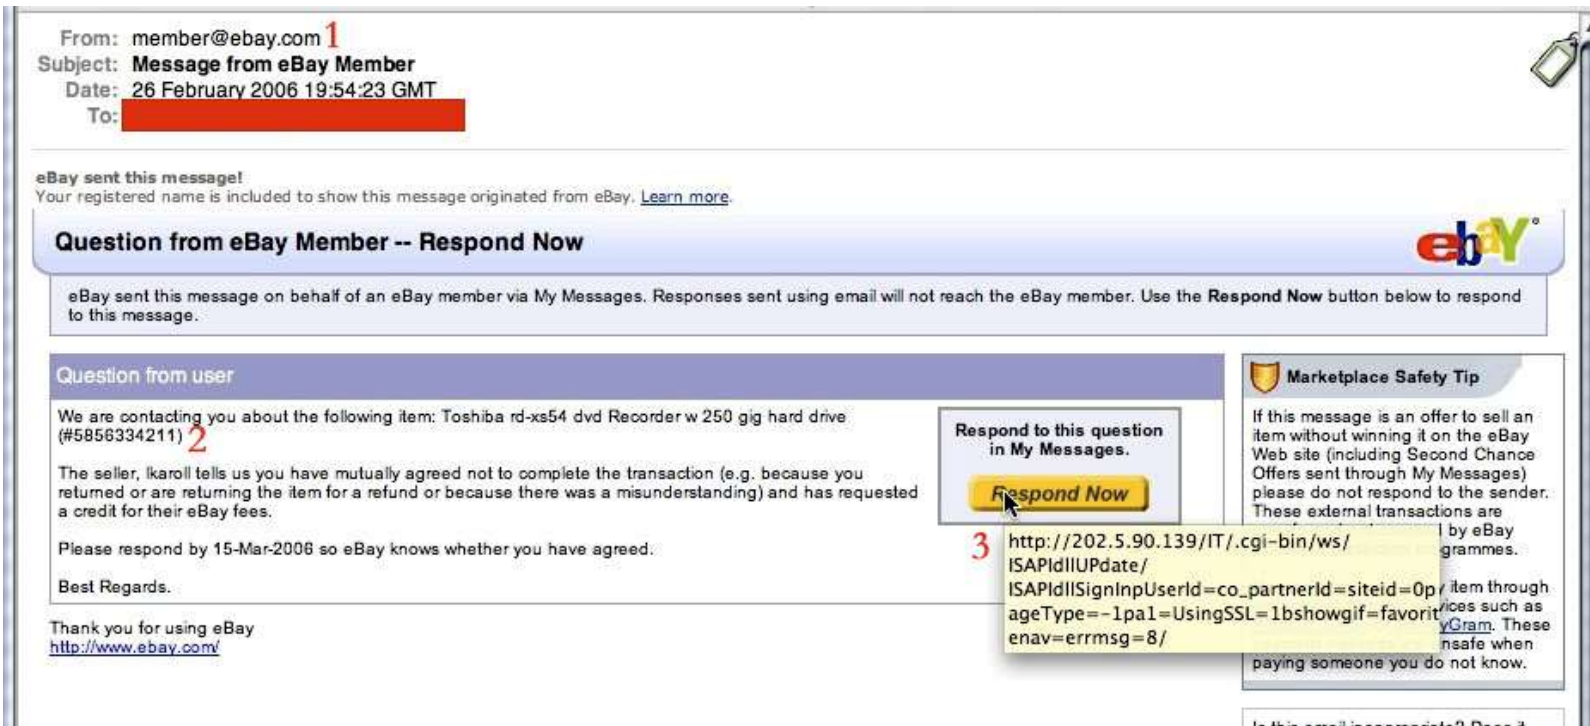 From: member@ebay.com 1
Subject: Message from eBay Member
Date: 26 February 2006 19:54:23 GMT
To:
eBay sent this message!
Your registered name is included to show this message originated from eBay. Learn more.
Question from eBay Member -- Respond Now
ebaY
eBay sent this message on behalf of an eBay member via My Messages. Responses sent using email will not reach the eBay member. Use the Respond Now button below to respond
to this message.
Question from user
We are contacting you about the following item: Toshiba rd-xs54 dvd Recorder w 250 gig hard drive
(#5856334211) 2
The seller, lkaroll tells us you have mutually agreed not to complete the transaction (e.g. because you
returned or are returning the item for a refund or because there was a misunderstanding) and has requested
a credit for their eBay fees.
Please respond by 15-Mar-2006 so eBay knows whether you have agreed.
Best Regards.
Respond to this question
in My Messages.
Respond Now
3
http://202.5.90.139/IT/.cgi-bin/ws/
ISAPIdllUPdate/
ISAPIdllSignInpUserId=co_partnerId=siteid=0p
ageType=-1pa1=UsingSSL=1bshowgif=favorit
enav=errmsg=8/
Thank you for using eBay
http://www.ebay.com/
Marketplace Safety Tip
If this message is an offer to sell an
item without winning it on the eBay
Web site (including Second Chance
Offers sent through My Messages)
please do not respond to the sender.
These external transactions are
by eBay
grammes.
item through
ices such as
yGram. These
nsafe when
paying someone you do not know.